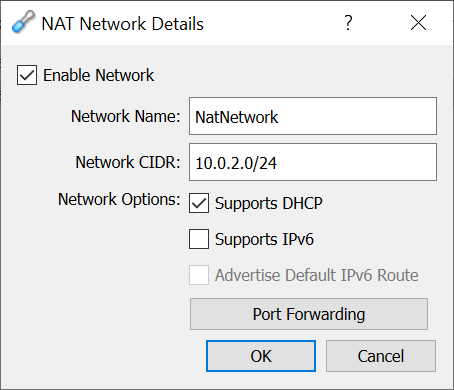 NAT Network Details
Enable Network
Network Name: NatNetwork
Network CIDR: 10.0.2.0/24
Network Options: Supports DHCP
Supports IPv6
Advertise Default IPv6 Route
Port Forwarding
OK Cancel